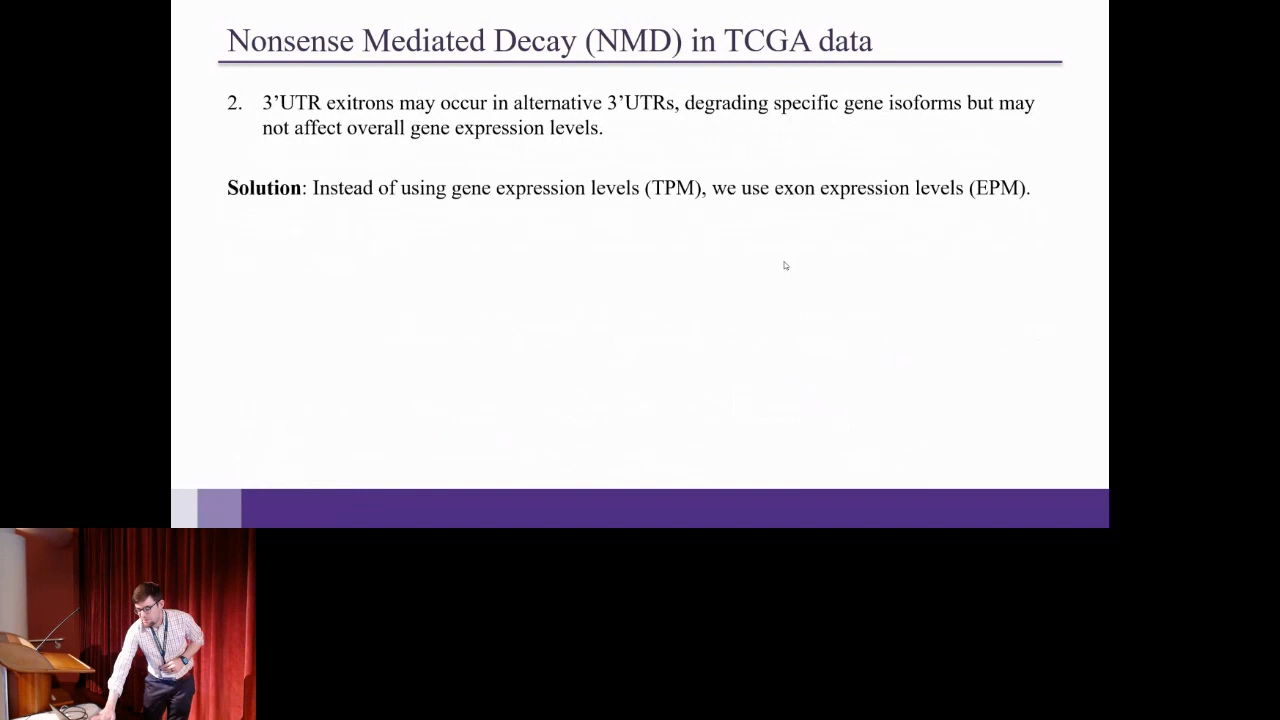 Nonsense Mediated Decay (NMD) in TCGA data
2. 3’UTR exitrons may occur in alternative 3’UTRs, degrading specific gene isoforms but may
not affect overall gene expression levels.
Solution: Instead of using gene expression levels (TPM), we use exon expression levels (EPM).